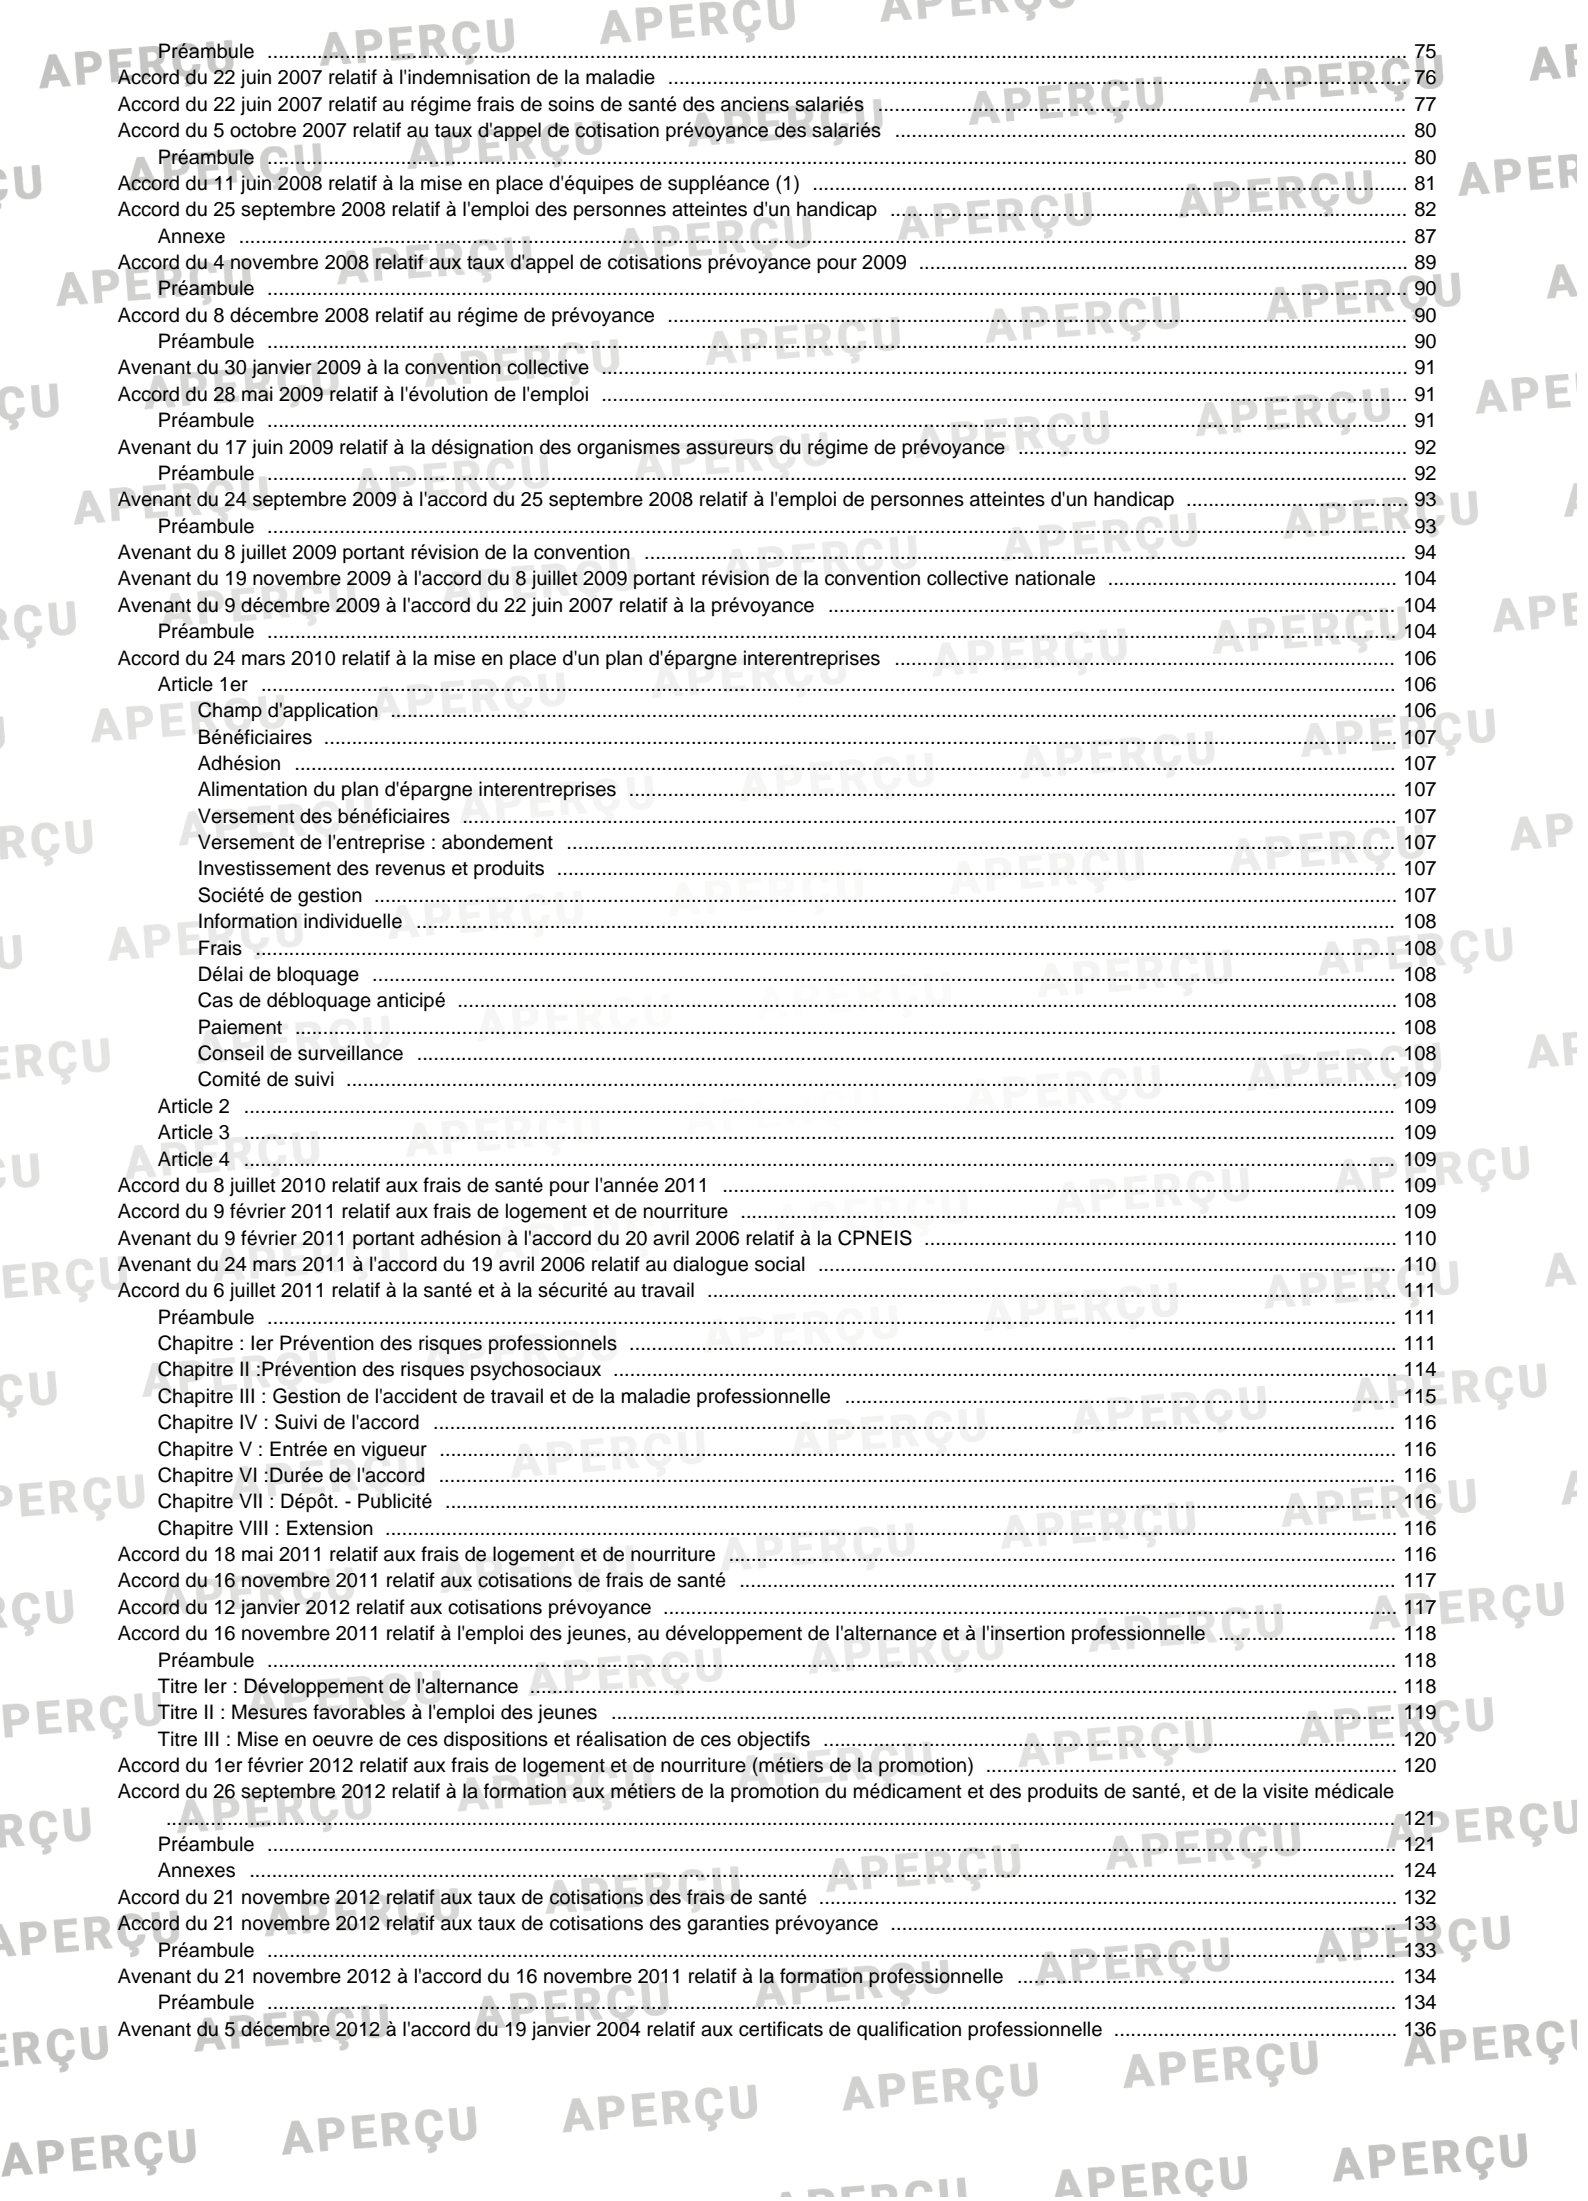 Préambule ........ 75
Accord du 22 juin 2007 relatif à l'indemnisation de la maladie ........ 76
Accord du 22 juin 2007 relatif au régime frais de soins de santé des anciens salariés ........ 77
Accord du 5 octobre 2007 relatif au taux d'appel de cotisation prévoyance des salariés ........ 80
Préambule ........ 80
Accord du 11 juin 2008 relatif à la mise en place d'équipes de suppléance (1) ........ 81
Accord du 25 septembre 2008 relatif à l'emploi des personnes atteintes d'un handicap ........ 82
Annexe ........ 87
Accord du 4 novembre 2008 relatif aux taux d'appel de cotisations prévoyance pour 2009 ........ 89
Préambule ........ 90
Accord du 8 décembre 2008 relatif au régime de prévoyance ........ 90
Préambule ........ 90
Avenant du 30 janvier 2009 à la convention collective ........ 91
Accord du 28 mai 2009 relatif à l'évolution de l'emploi ........ 91
Préambule ........ 91
Avenant du 17 juin 2009 relatif à la désignation des organismes assureurs du régime de prévoyance ........ 92
Préambule ........ 92
Avenant du 24 septembre 2009 à l'accord du 25 septembre 2008 relatif à l'emploi de personnes atteintes d'un handicap ........ 93
Préambule ........ 93
Avenant du 8 juillet 2009 portant révision de la convention ........ 94
Avenant du 19 novembre 2009 à l'accord du 8 juillet 2009 portant révision de la convention collective nationale ........ 104
Avenant du 9 décembre 2009 à l'accord du 22 juin 2007 relatif à la prévoyance ........ 104
Préambule ........ 104
Accord du 24 mars 2010 relatif à la mise en place d'un plan d'épargne interentreprises ........ 106
Article 1er ........ 106
Champ d'application ........ 106
Bénéficiaires ........ 107
Adhésion ........ 107
Alimentation du plan d'épargne interentreprises ........ 107
Versement des bénéficiaires ........ 107
Versement de l'entreprise : abondement ........ 107
Investissement des revenus et produits ........ 107
Société de gestion ........ 107
Information individuelle ........ 108
Frais ........ 108
Délai de bloquage ........ 108
Cas de débloquage anticipé ........ 108
Paiement ........ 108
Conseil de surveillance ........ 108
Comité de suivi ........ 109
Article 2 ........ 109
Article 3 ........ 109
Article 4 ........ 109
Accord du 8 juillet 2010 relatif aux frais de santé pour l'année 2011 ........ 109
Accord du 9 février 2011 relatif aux frais de logement et de nourriture ........ 109
Avenant du 9 février 2011 portant adhésion à l'accord du 20 avril 2006 relatif à la CPNEIS ........ 110
Avenant du 24 mars 2011 à l'accord du 19 avril 2006 relatif au dialogue social ........ 110
Accord du 6 juillet 2011 relatif à la santé et à la sécurité au travail ........ 111
Préambule ........ 111
Chapitre : Ier Prévention des risques professionnels ........ 111
Chapitre II :Prévention des risques psychosociaux ........ 114
Chapitre III : Gestion de l'accident de travail et de la maladie professionnelle ........ 115
Chapitre IV : Suivi de l'accord ........ 116
Chapitre V : Entrée en vigueur ........ 116
Chapitre VI :Durée de l'accord ........ 116
Chapitre VII : Dépôt. - Publicité ........ 116
Chapitre VIII : Extension ........ 116
Accord du 18 mai 2011 relatif aux frais de logement et de nourriture ........ 116
Accord du 16 novembre 2011 relatif aux cotisations de frais de santé ........ 117
Accord du 12 janvier 2012 relatif aux cotisations prévoyance ........ 117
Accord du 16 novembre 2011 relatif à l'emploi des jeunes, au développement de l'alternance et à l'insertion professionnelle ........ 118
Préambule ........ 118
Titre Ier : Développement de l'alternance ........ 118
Titre II : Mesures favorables à l'emploi des jeunes ........ 119
Titre III : Mise en oeuvre de ces dispositions et réalisation de ces objectifs ........ 120
Accord du 1er février 2012 relatif aux frais de logement et de nourriture (métiers de la promotion) ........ 120
Accord du 26 septembre 2012 relatif à la formation aux métiers de la promotion du médicament et des produits de santé, et de la visite médicale
........ 121
Préambule ........ 121
Annexes ........ 124
Accord du 21 novembre 2012 relatif aux taux de cotisations des frais de santé ........ 132
Accord du 21 novembre 2012 relatif aux taux de cotisations des garanties prévoyance ........ 133
Préambule ........ 133
Avenant du 21 novembre 2012 à l'accord du 16 novembre 2011 relatif à la formation professionnelle ........ 134
Préambule ........ 134
Avenant du 5 décembre 2012 à l'accord du 19 janvier 2004 relatif aux certificats de qualification professionnelle ........ 136
APERÇU